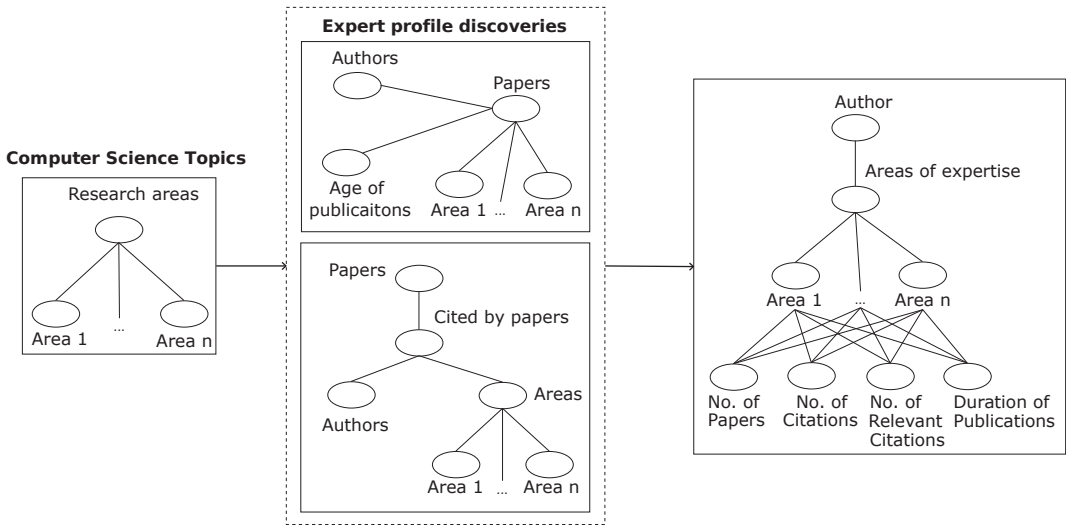 Computer Science Topics
Research areas
Area 1
...
Area n
Expert profile discoveries
Authors
Papers
Age of
publicaitons
Area 1
...
Area n
Papers
Cited by papers
Authors
Areas
Area 1
...
Area n
Author
Areas of expertise
Area 1
...
Area n
No. of
Papers
No. of
Citations
No. of
Relevant
Citations
Duration of
Publications